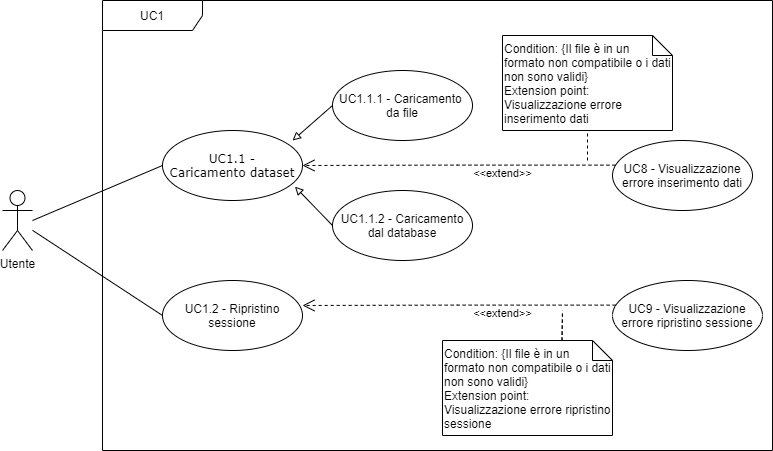 UC1
Condition: {Il file è in un
formato non compatibile o i dati
non sono validi}
Extension point:
Visualizzazione errore
inserimento dati
UC1.1.1 - Caricamento
da file
UC1.1 -
Caricamento dataset
<<extend>>
UC8 - Visualizzazione
errore inserimento dati
UC1.1.2 - Caricamento
dal database
Utente
UC1.2 - Ripristino
sessione
<<extend>>
UC9 - Visualizzazione
errore ripristino sessione
Condition: {Il file è in un
formato non compatibile o i dati
non sono validi}
Extension point:
Visualizzazione errore ripristino
sessione